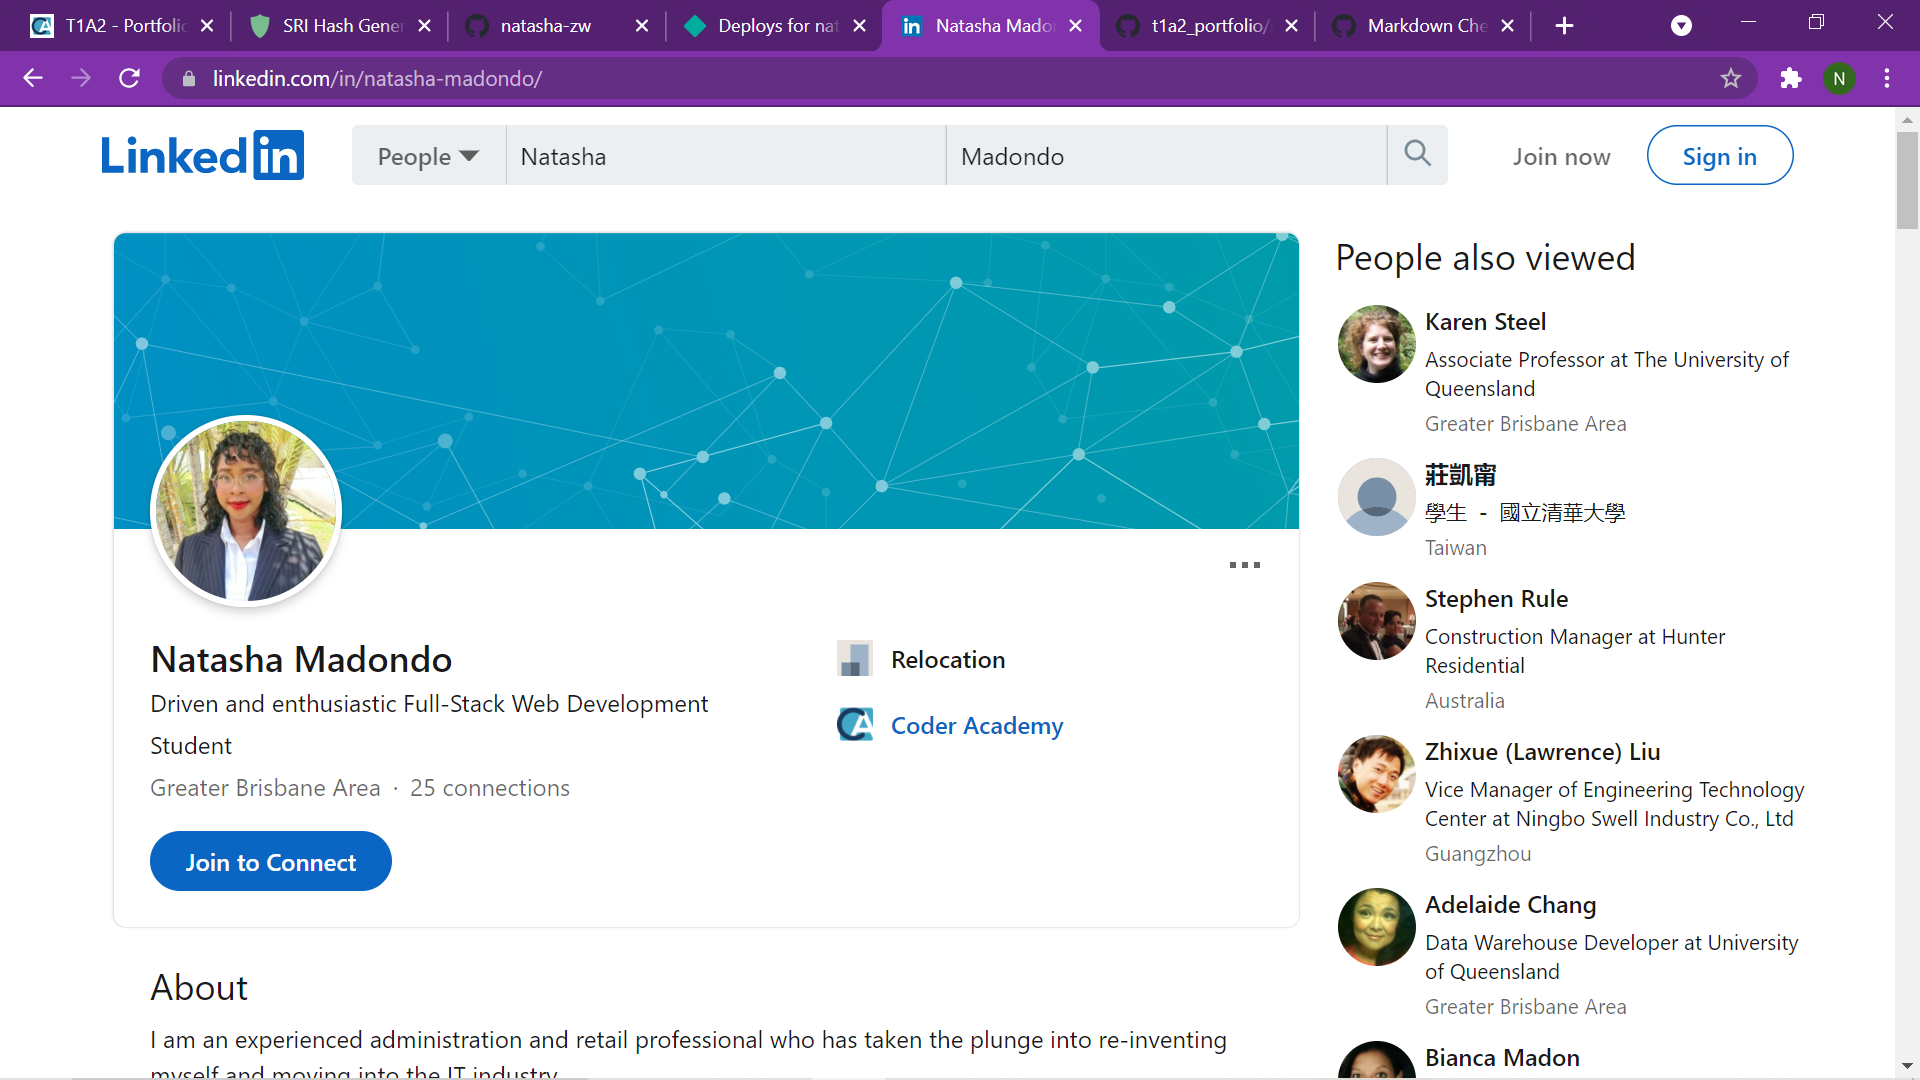 T1A2 - Portfolio
SRI Hash Gener
natasha-zw
Deploys for nat
Natasha Mado
t1a2_portfolio/
Markdown Che
linkedin.com/in/natasha-madondo/
N
Linkedin
People
Natasha
Madondo
Join now
Sign in
Natasha Madondo
Driven and enthusiastic Full-Stack Web Development
Student
Greater Brisbane Area · 25 connections
Join to Connect
Relocation
CA
Coder Academy
About
I am an experienced administration and retail professional who has taken the plunge into re-inventing
myself and moving into the IT industry.
People also viewed
Karen Steel
Associate Professor at The University of
Queensland
Greater Brisbane Area
莊凱甯
學生 - 國立清華大學
Taiwan
Stephen Rule
Construction Manager at Hunter
Residential
Australia
Zhixue (Lawrence) Liu
Vice Manager of Engineering Technology
Center at Ningbo Swell Industry Co., Ltd
Guangzhou
Adelaide Chang
Data Warehouse Developer at University
of Queensland
Greater Brisbane Area
Bianca Madon